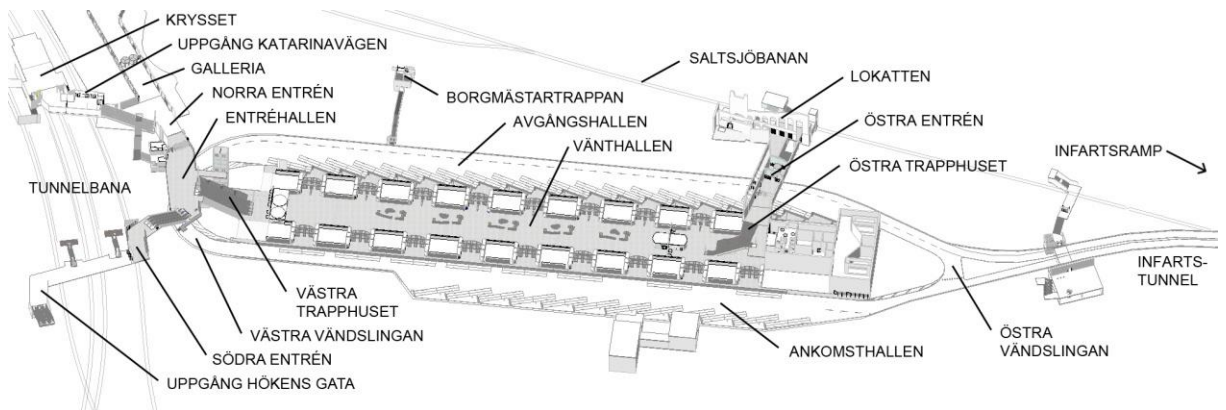 KRYSSET
UPPGÅNG KATARINAVÄGEN
GALLERIA
NORRA ENTRÉN
ENTRÉHALLEN
TUNNELBANA
BORGMÄSTARTRAPPAN
AVGÅNGSHALLEN
VÄNTHALLEN
SALTSJÖBANAN
LOKATTEN
ÖSTRA ENTRÉN
ÖSTRA TRAPPHUSET
INFARTSRAMP
INFARTS-
TUNNEL
VÄSTRA
TRAPPHUSET
VÄSTRA VÄNDSLINGAN
SÖDRA ENTRÉN
UPPGÅNG HÖKENS GATA
ANKOMSTHALLEN
ÖSTRA
VÄNDSLINGAN